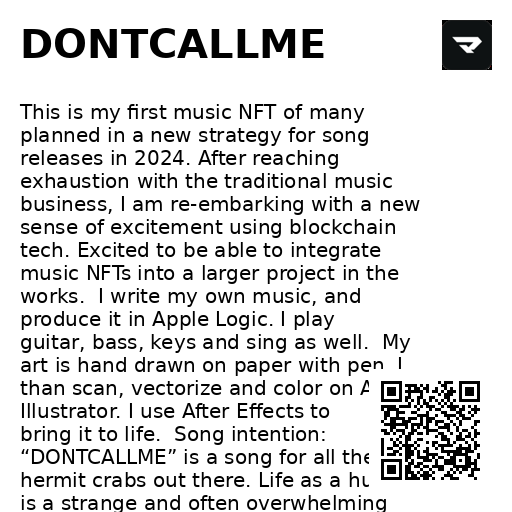 DONTCALLME
This is my first music NFT of many
planned in a new strategy for song
releases in 2024. After reaching
exhaustion with the traditional music
business, I am re-embarking with a new
sense of excitement using blockchain
tech. Excited to be able to integrate
music NFTs into a larger project in the
works.  I write my own music, and
produce it in Apple Logic. I play
guitar, bass, keys and sing as well.  My
art is hand drawn on paper with pen. I
than scan, vectorize and color on
Illustrator. I use After Effects to
bring it to life.  Song intention:
“DONTCALLME” is a song for all
hermit crabs out there. Life as a
is a strange and often overwhelming